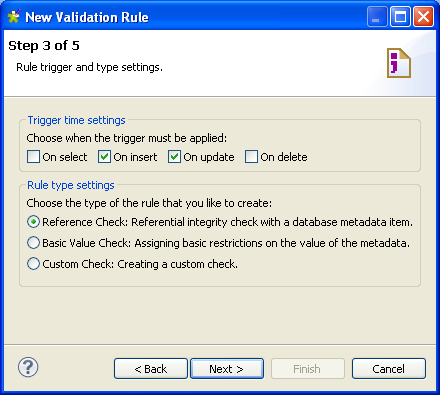 New Validation Rule
Step 3 of 5
Rule trigger and type settings.
Trigger time settings
Choose when the trigger must be applied:
On select On insert On update On delete
Rule type settings
Choose the type of the rule that you like to create:
Reference Check: Referential integrity check with a database metadata item.
Basic Value Check: Assigning basic restrictions on the value of the metadata.
Custom Check: Creating a custom check.
? < Back Next > Finish Cancel